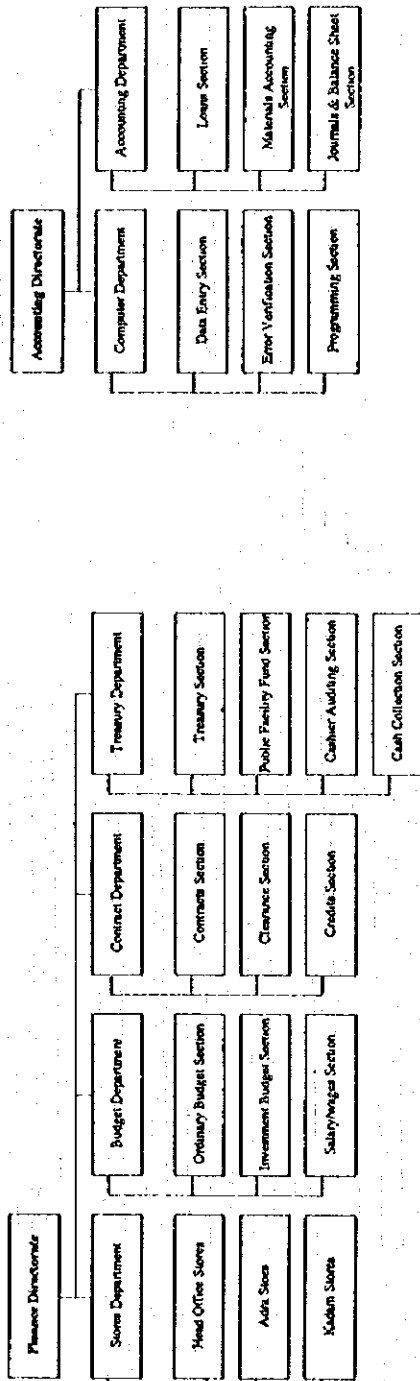 Finance Directorate
Stores Department
Head Office Stores
Adra Stores
Kadam Stores
Budget Department
Ordinary Budget Section
Investment Budget Section
Salary/wages Section
Contract Department
Contracts Section
Clearance Section
Credits Section
Treasury Department
Treasury Section
Public Facility Fund Section
Cashier Auditing Section
Cash Collection Section
Accounting Directorate
Computer Department
Data Entry Section
Error Verification Section
Programming Section
Accounting Department
Loans Section
Materials Accounting
Section
Journals & Balance Sheet
Section